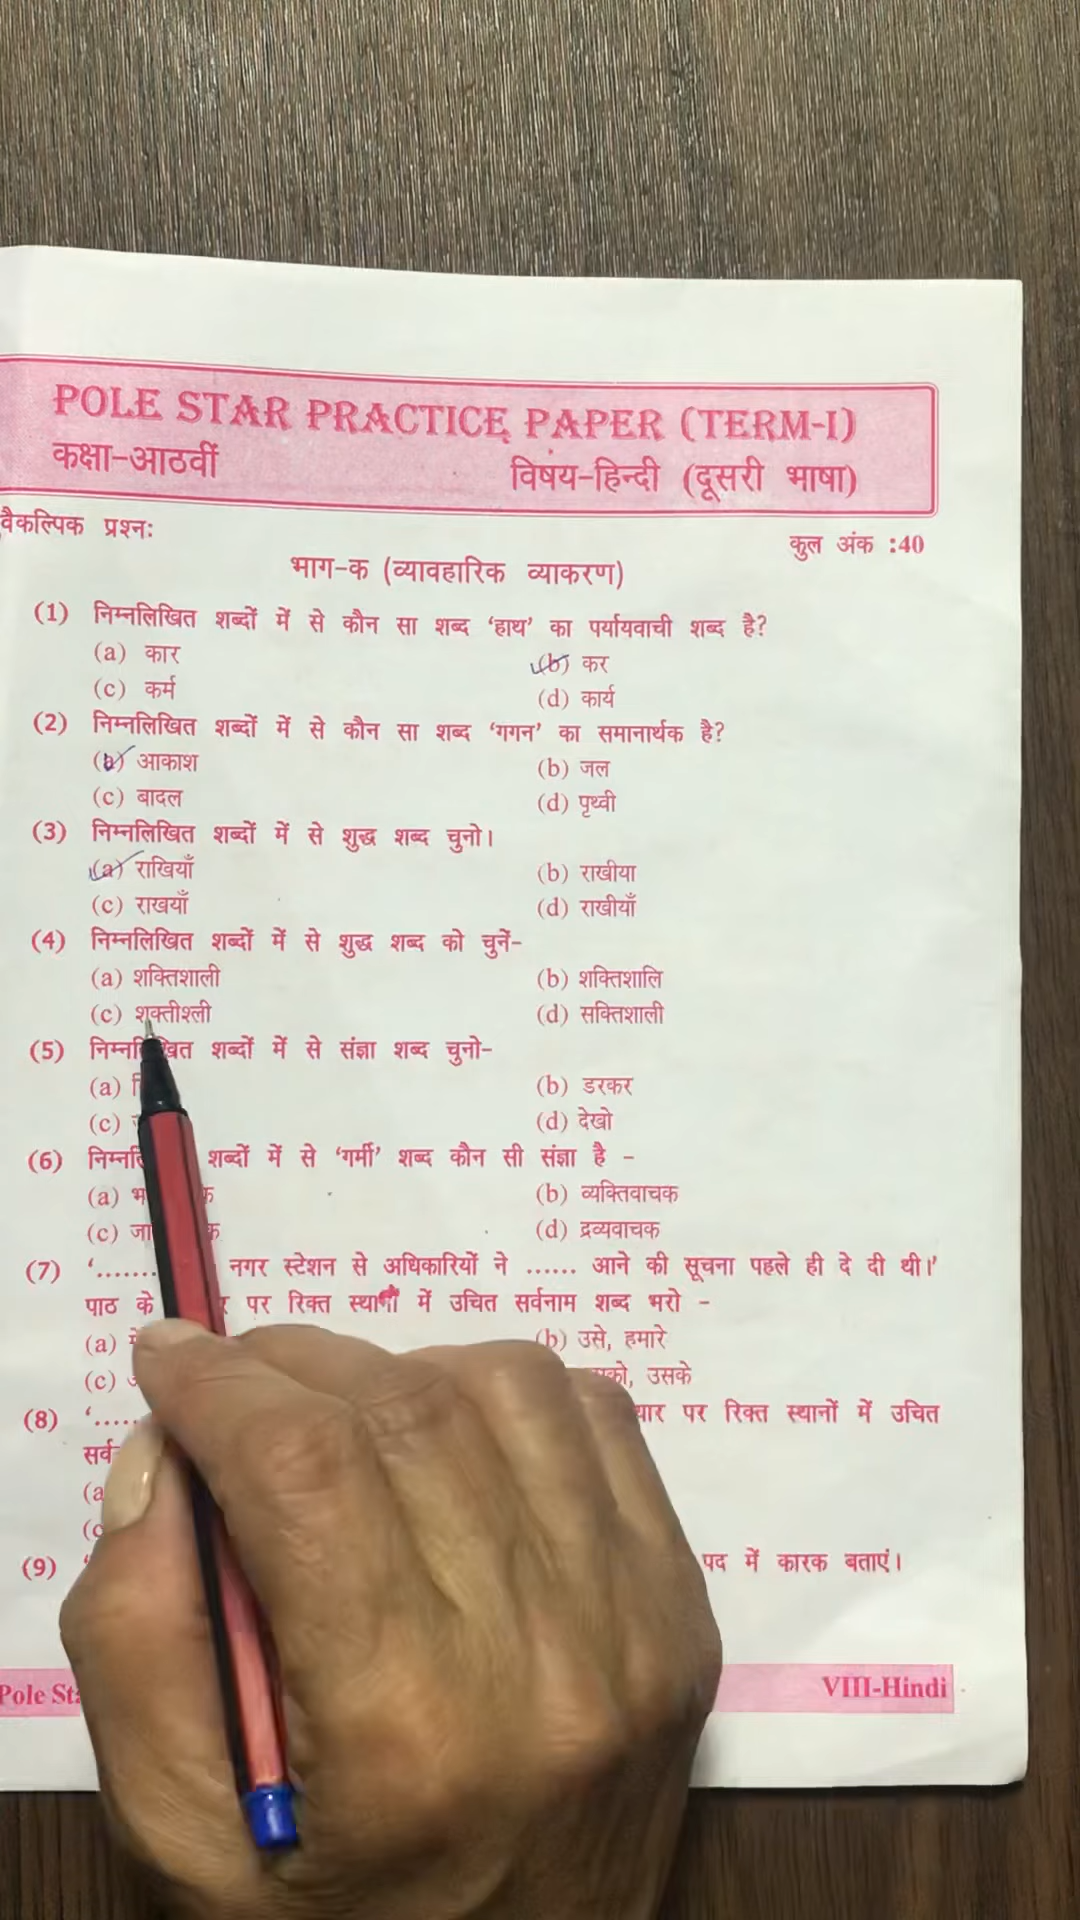 POLE STAR PRACTICE PAPER (TERM-I)
कक्षा-आठवीं विषय-हिन्दी (दूसरी भाषा)
वैकल्पिक प्रश्नः कुल अंक :40
भाग-क (व्यावहारिक व्याकरण)
(1) निम्नलिखित शब्दों में से कौन सा शब्द ‘हाथ’ का पर्यायवाची शब्द है?
(a) कार (b) कर
(c) कर्म (d) कार्य
(2) निम्नलिखित शब्दों में से कौन सा शब्द ‘गगन’ का समानार्थक है?
(a) आकाश (b) जल
(c) बादल (d) पृथ्वी
(3) निम्नलिखित शब्दों में से शुद्ध शब्द चुनो।
(a) राखियाँ (b) राखीया
(c) राखयाँ (d) राखीयाँ
(4) निम्नलिखित शब्दों में से शुद्ध शब्द को चुनें-
(a) शक्तिशाली (b) शक्तिशालि
(c) शक्तीश्ली (d) सक्तिशाली
(5) निम्नलिखित शब्दों में से संज्ञा शब्द चुनो-
(a) (b) डरकर
(c) (d) देखो
(6) शब्दों में से ‘गर्मी’ शब्द कौन सी संज्ञा है -
(a) (b) व्यक्तिवाचक
(c) (d) द्रव्यवाचक
(7) ‘....... नगर स्टेशन से अधिकारियों ने ...... आने की सूचना पहले ही दे दी थी।’
पाठ के पर रिक्त स्थानों में उचित सर्वनाम शब्द भरो -
(a) (b) उसे, हमारे
(c) उसके
(8) ‘..... पर रिक्त स्थानों में उचित
(a
(c
(9) पद में कारक बताएं।
Pole VIII-Hindi